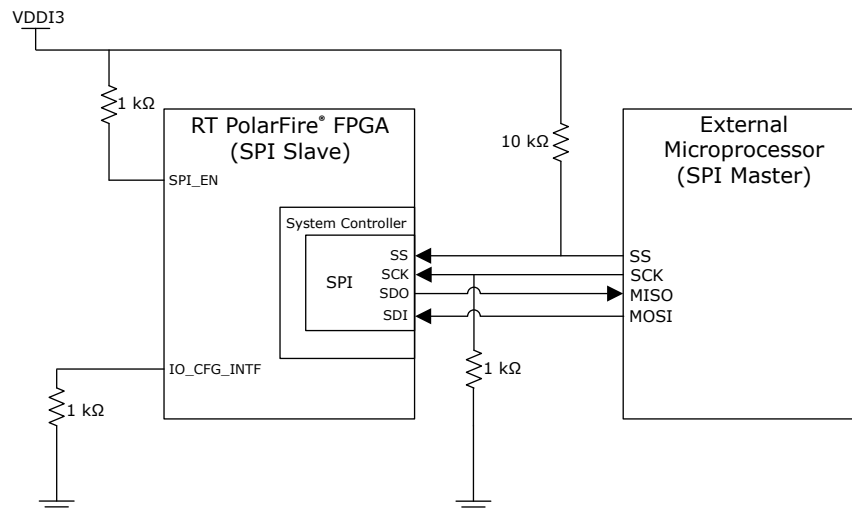 VDDI3
1 kΩ
RT PolarFire® FPGA
(SPI Slave)
10 kΩ
External
Microprocessor
(SPI Master)
SPI_EN
System Controller
SPI
SS
SCK
SDO
SDI
SS
SCK
MISO
MOSI
IO_CFG_INTF
1 kΩ
1 kΩ